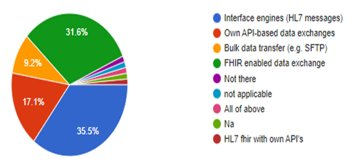 31.6%
9.2%
17.1%
35.5%
Interface engines (HL7 messages)
Own API-based data exchanges
Bulk data transfer (e.g. SFTP)
FHIR enabled data exchange
Not there
not applicable
All of above
Na
HL7 fhir with own API's